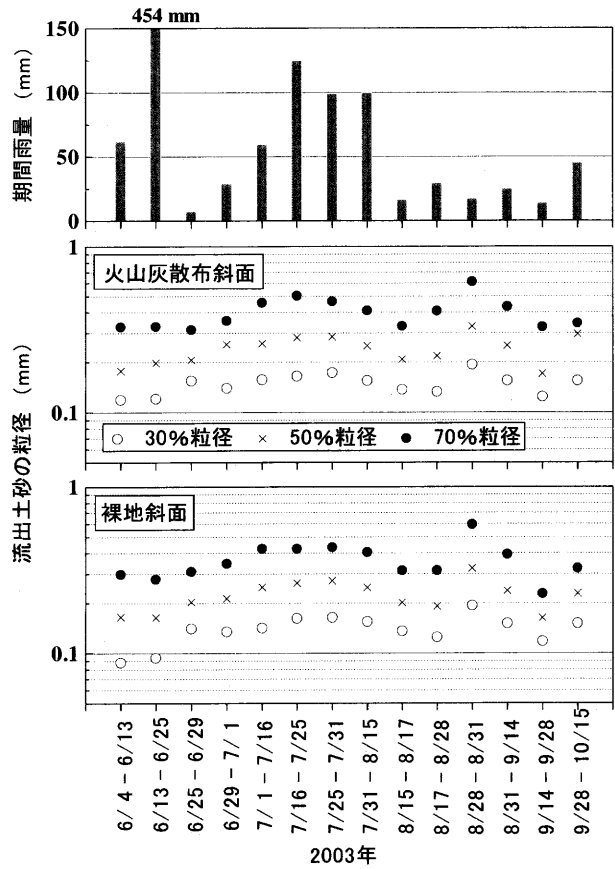 454 mm
150
100
50
0
期間雨量 (mm)
1
火山灰散布斜面
0.1
○ 30%粒径 × 50%粒径 ● 70%粒径
流出土砂の粒径 (mm)
1
裸地斜面
0.1
6/ 4 - 6/13
6/13 - 6/25
6/25 - 6/29
6/29 - 7/ 1
7/ 1 - 7/16
7/16 - 7/25
7/25 - 7/31
7/31 - 8/15
8/15 - 8/17
8/17 - 8/28
8/28 - 8/31
8/31 - 9/14
9/14 - 9/28
9/28 - 10/15
2003年